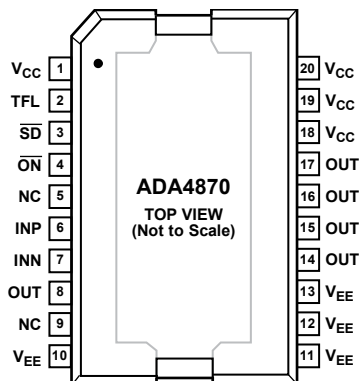 V_CC 1
TFL 2
S̅D̅ 3
O̅N̅ 4
NC 5
INP 6
INN 7
OUT 8
NC 9
V_EE 10
ADA4870
TOP VIEW
(Not to Scale)
20 V_CC
19 V_CC
18 V_CC
17 OUT
16 OUT
15 OUT
14 OUT
13 V_EE
12 V_EE
11 V_EE